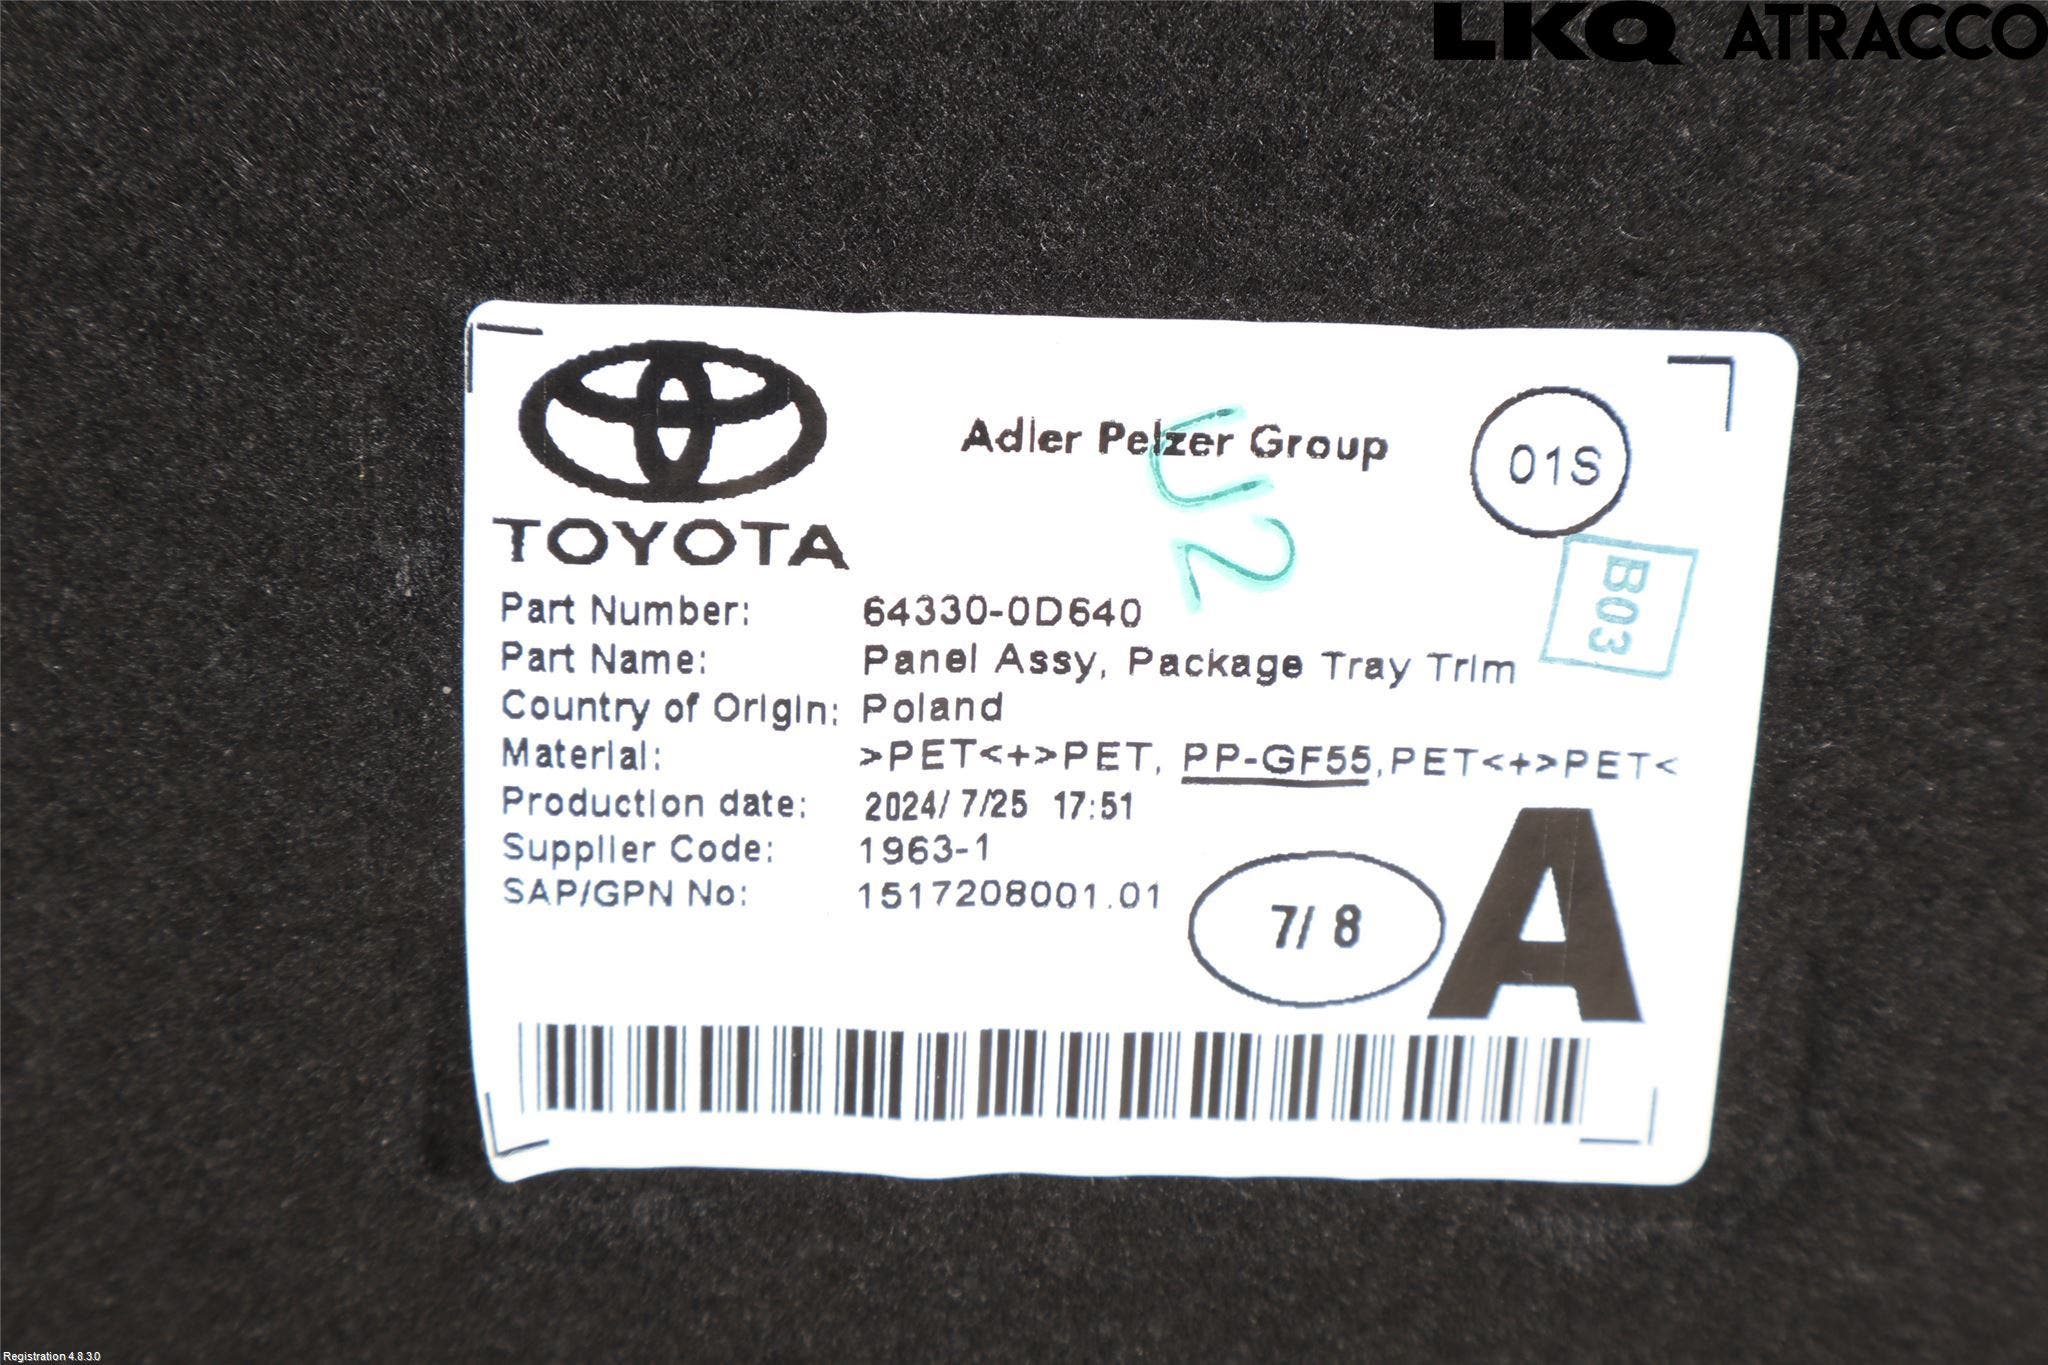 LKQ ATRACCO
Adler Pelzer Group
01S
TOYOTA
U2
B03
Part Number: 64330-0D640
Part Name: Panel Assy, Package Tray Trim
Country of Origin: Poland
Material: >PET<+>PET, PP-GF55,PET<+>PET<
Production date: 2024/ 7/25 17:51
Supplier Code: 1963-1
SAP/GPN No: 1517208001.01
7/ 8
A
Registration 4.8.3.0